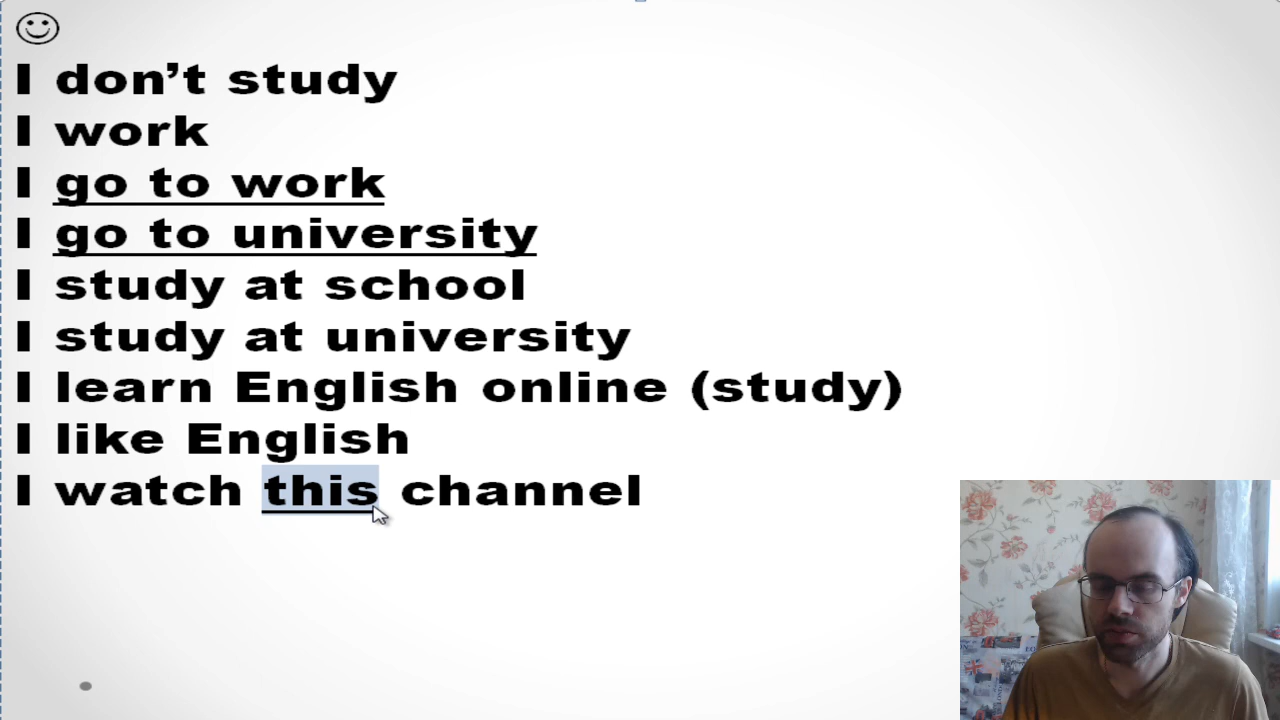 I don’t study
I work
I go to work
I go to university
I study at school
I study at university
I learn English online (study)
I like English
I watch this channel